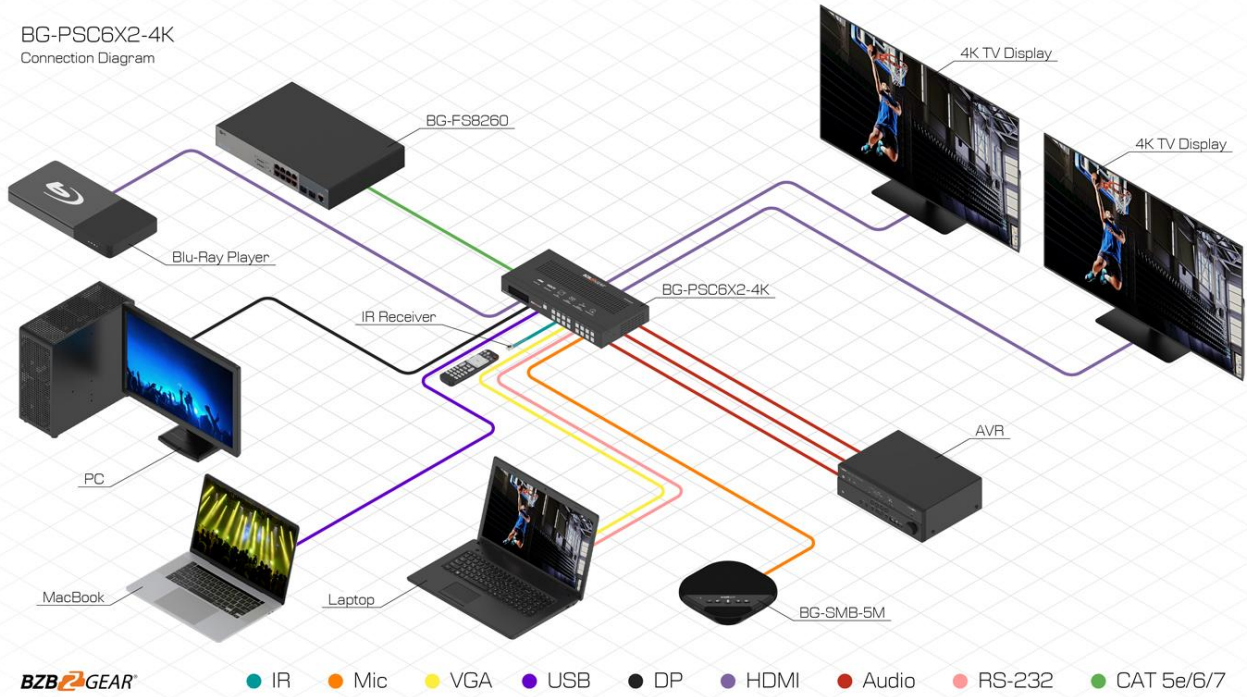 BG-PSC6X2-4K
Connection Diagram
4K TV Display
BG-FS8260
4K TV Display
Blu-Ray Player
BG-PSC6X2-4K
IR Receiver
AVR
PC
MacBook
Laptop
BG-SMB-5M
BZBGEAR®
IR
Mic
VGA
USB
DP
HDMI
Audio
RS-232
CAT 5e/6/7